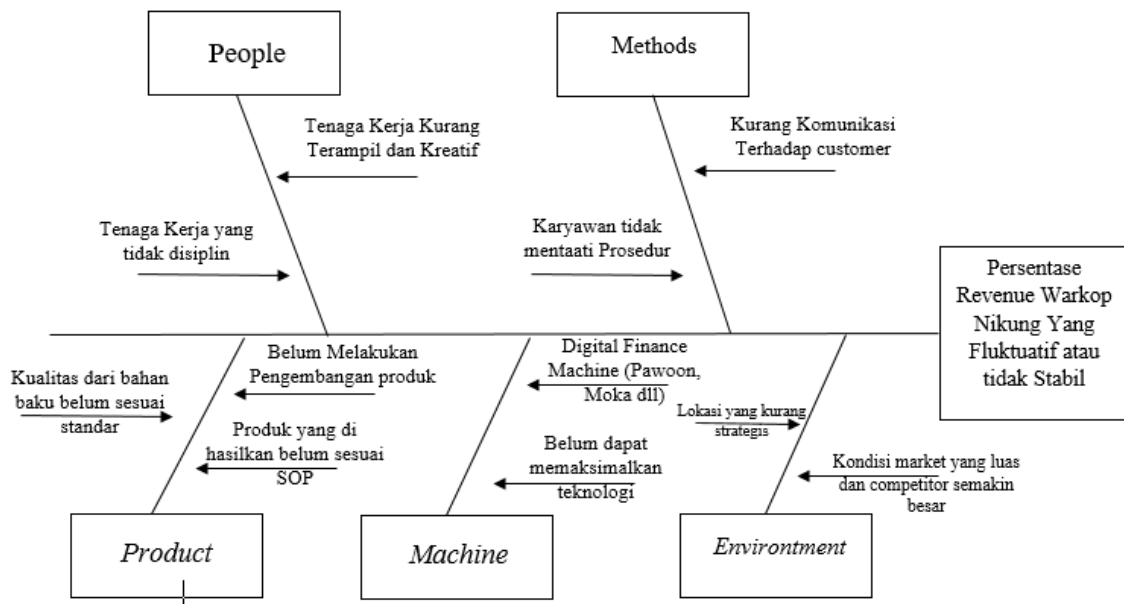 People
Methods
Tenaga Kerja Kurang
Terampil dan Kreatif
Kurang Komunikasi
Terhadap customer
Tenaga Kerja yang
tidak disiplin
Karyawan tidak
mentaati Prosedur
Persentase
Revenue Warkop
Nikung Yang
Fluktuatif atau
tidak Stabil
Kualitas dari bahan
baku belum sesuai
standar
Belum Melakukan
Pengembangan produk
Produk yang di
hasilkan belum sesuai
SOP
Digital Finance
Machine (Pawoon,
Moka dll)
Belum dapat
memaksimalkan
teknologi
Lokasi yang kurang
strategis
Kondisi market yang luas
dan competitor semakin
besar
Product
Machine
Environtment